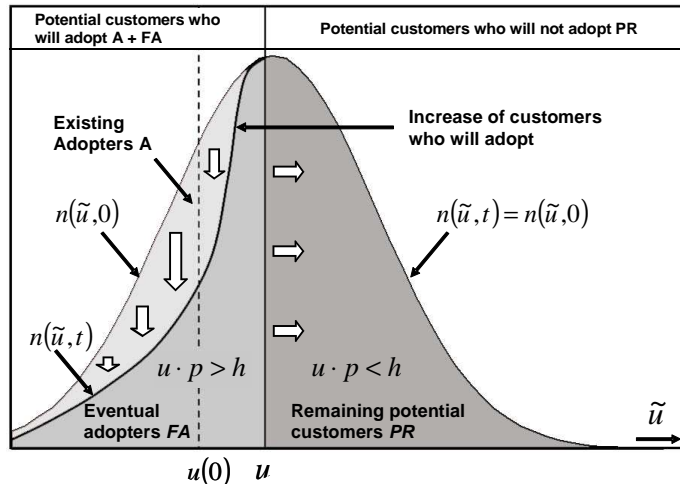 Potential customers who
will adopt A + FA
Potential customers who will not adopt PR
Existing
Adopters A
Increase of customers
who will adopt
n(ũ,0)
n(ũ,t) = n(ũ,0)
n(ũ,t)
u · p > h
u · p < h
Eventual
adopters FA
Remaining potential
customers PR
ũ
u(0)
u